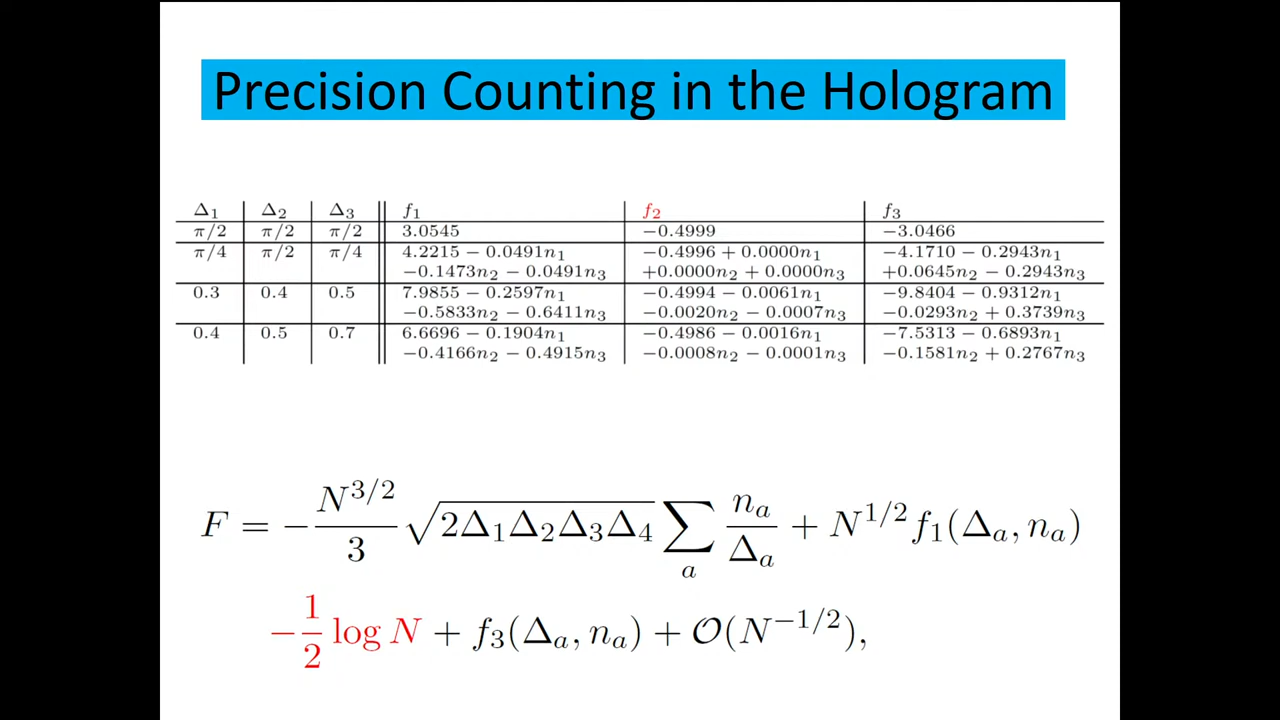 Precision Counting in the Hologram
Δ₁ Δ₂ Δ₃ f₁ f₂ f₃
π/2 π/2 π/2 3.0545 −0.4999 −3.0466
π/4 π/2 π/4 4.2215 − 0.0491n₁ −0.4996 + 0.0000n₁ −4.1710 − 0.2943n₁
−0.1473n₂ − 0.0491n₃ +0.0000n₂ + 0.0000n₃ +0.0645n₂ − 0.2943n₃
0.3 0.4 0.5 7.9855 − 0.2597n₁ −0.4994 − 0.0061n₁ −9.8404 − 0.9312n₁
−0.5833n₂ − 0.6411n₃ −0.0020n₂ − 0.0007n₃ −0.0293n₂ + 0.3739n₃
0.4 0.5 0.7 6.6696 − 0.1904n₁ −0.4986 − 0.0016n₁ −7.5313 − 0.6893n₁
−0.4166n₂ − 0.4915n₃ −0.0008n₂ − 0.0001n₃ −0.1581n₂ + 0.2767n₃
F = −N^{3/2}/3 √(2Δ₁Δ₂Δ₃Δ₄) ∑_a n_a/Δ_a + N^{1/2} f₁(Δ_a, n_a)
−1/2 log N + f₃(Δ_a, n_a) + 𝒪(N^{−1/2}),